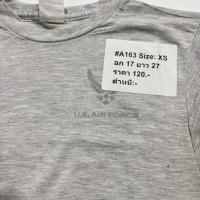 #A163 Size: XS
อก 17 ยาว 27
ราคา 120.-
ตำหนิ:-
U.S. AIR FORCE